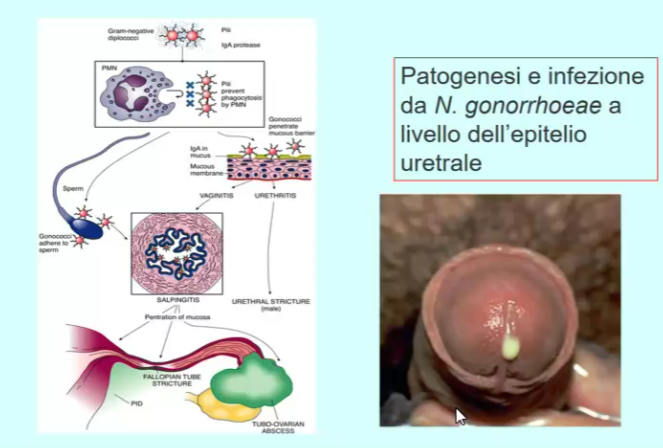 Gram-negative
diplococci
Pili
IgA protease
PMN
Pili
prevent
phagocytosis
by PMN
Gonococci
penetrate
mucous barrier
IgA in
mucus
Mucous
membrane
Sperm
VAGINITIS
URETHRITIS
Gonococci
adhere to
sperm
SALPINGITIS
URETHRAL STRICTURE
(male)
Pentration of mucosa
FALLOPIAN TUBE
STRICTURE
PID
TUBO-OVARIAN
ABSCESS
Patogenesi e infezione
da N. gonorrhoeae a
livello dell'epitelio
uretrale